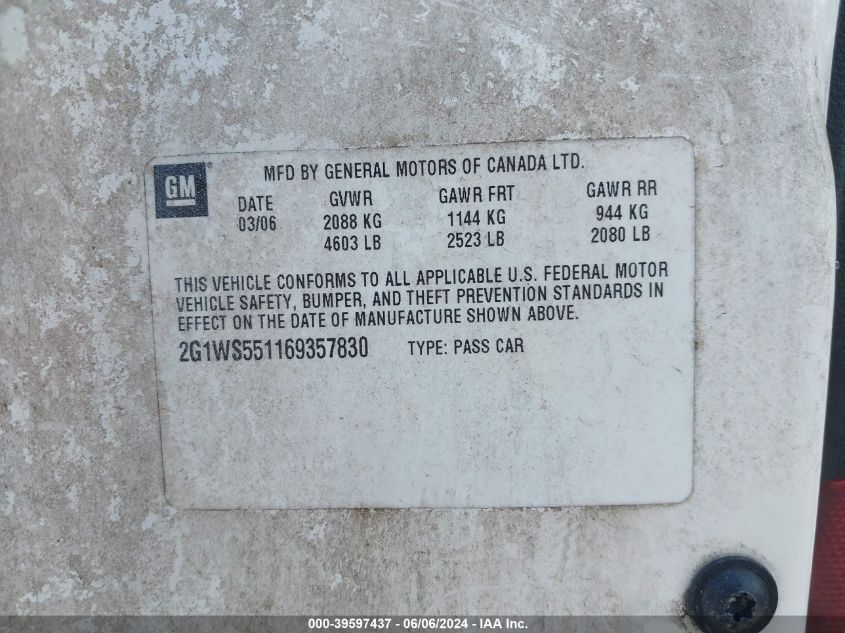 MFD BY GENERAL MOTORS OF CANADA LTD.
GM®
DATE GVWR GAWR FRT GAWR RR
03/06 2088 KG 1144 KG 944 KG
4603 LB 2523 LB 2080 LB
THIS VEHICLE CONFORMS TO ALL APPLICABLE U.S. FEDERAL MOTOR
VEHICLE SAFETY, BUMPER, AND THEFT PREVENTION STANDARDS IN
EFFECT ON THE DATE OF MANUFACTURE SHOWN ABOVE.
2G1WS551169357830 TYPE: PASS CAR
000-39597437 - 06/06/2024 - IAA Inc.